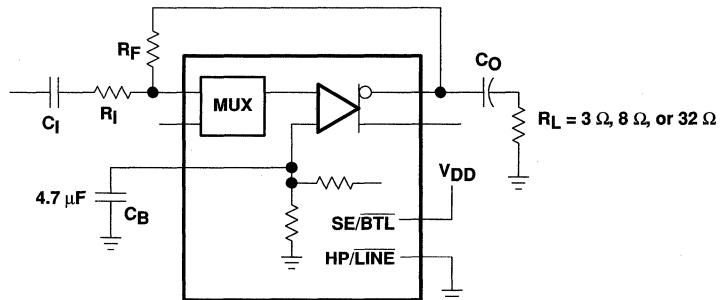 RF
CO
MUX
CI
RI
RL = 3 Ω, 8 Ω, or 32 Ω
VDD
4.7 µF
CB
SE/BTL
HP/LINE